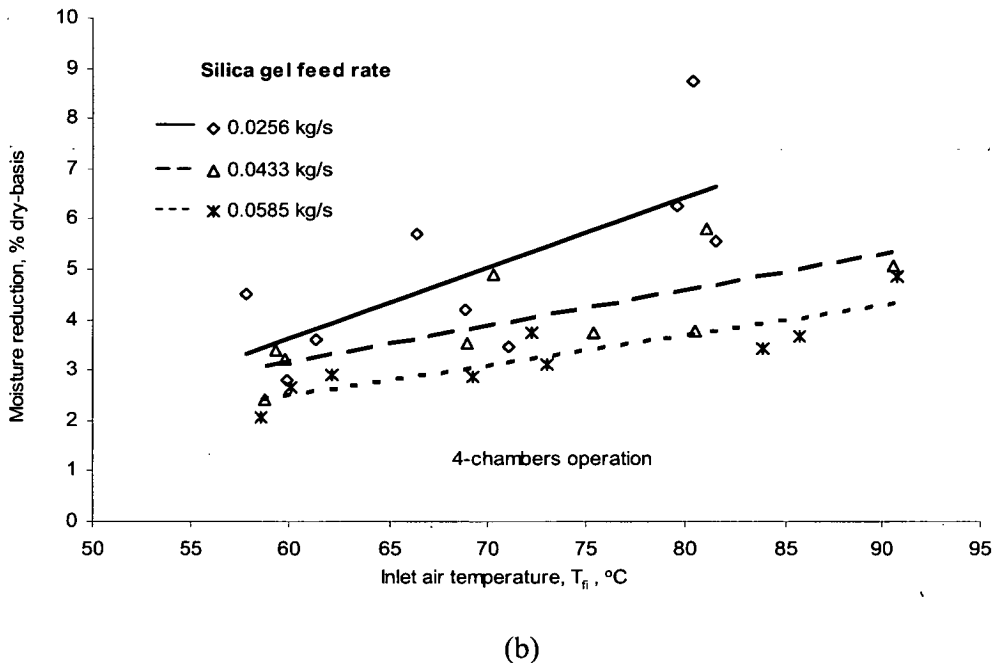 10
9
8
7
6
5
4
3
2
1
0
Moisture reduction, % dry-basis
Silica gel feed rate
0.0256 kg/s
0.0433 kg/s
0.0585 kg/s
4-chambers operation
50 55 60 65 70 75 80 85 90 95
Inlet air temperature, Tfi , ºC
(b)